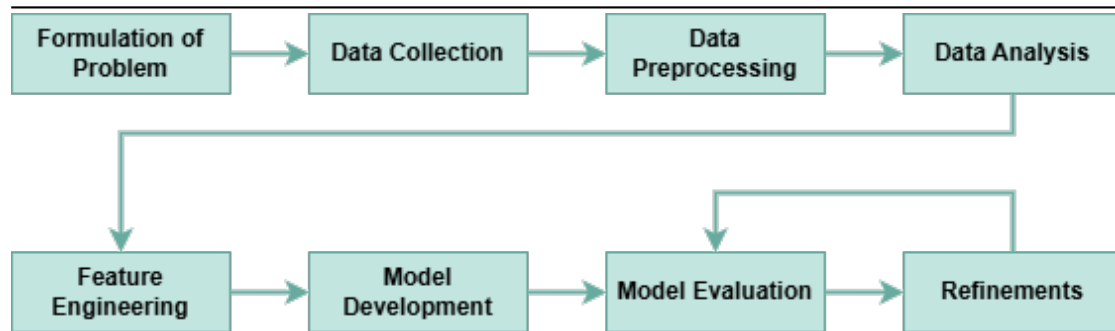 Formulation of
Problem
Data Collection
Data
Preprocessing
Data Analysis
Feature
Engineering
Model
Development
Model Evaluation
Refinements